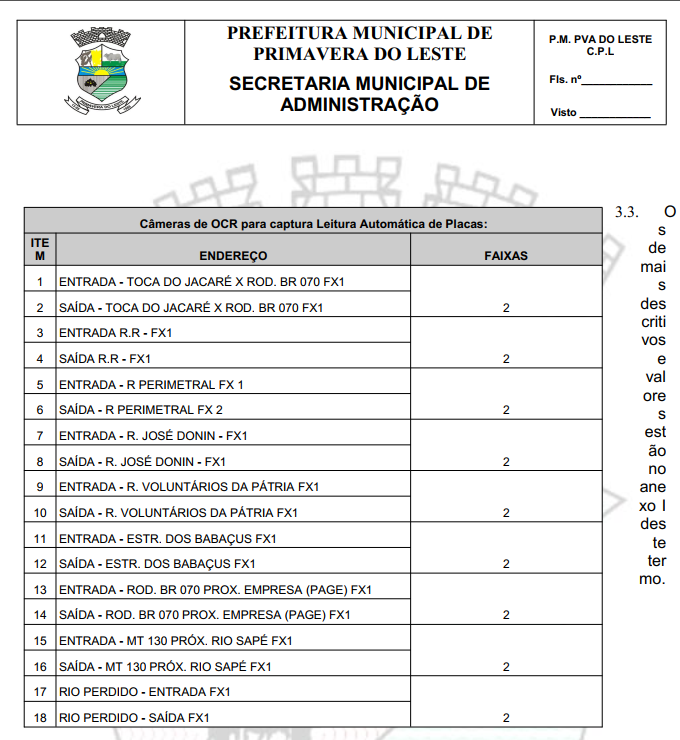 PREFEITURA MUNICIPAL DE
PRIMAVERA DO LESTE
SECRETARIA MUNICIPAL DE
ADMINISTRAÇÃO
P.M. PVA DO LESTE
C.P.L
Fls. nº____________
Visto ____________
PRIMAVERA DO LESTE
Câmeras de OCR para captura Leitura Automática de Placas:
ITE
M
ENDEREÇO
FAIXAS
1 ENTRADA - TOCA DO JACARÉ X ROD. BR 070 FX1
2 SAÍDA - TOCA DO JACARÉ X ROD. BR 070 FX1 2
3 ENTRADA R.R - FX1
4 SAÍDA R.R - FX1 2
5 ENTRADA - R PERIMETRAL FX 1
6 SAÍDA - R PERIMETRAL FX 2 2
7 ENTRADA - R. JOSÉ DONIN - FX1
8 SAÍDA - R. JOSÉ DONIN - FX1 2
9 ENTRADA - R. VOLUNTÁRIOS DA PÁTRIA FX1
10 SAÍDA - R. VOLUNTÁRIOS DA PÁTRIA FX1 2
11 ENTRADA - ESTR. DOS BABAÇUS FX1
12 SAÍDA - ESTR. DOS BABAÇUS FX1 2
13 ENTRADA - ROD. BR 070 PROX. EMPRESA (PAGE) FX1
14 SAÍDA - ROD. BR 070 PROX. EMPRESA (PAGE) FX1 2
15 ENTRADA - MT 130 PRÓX. RIO SAPÉ FX1
16 SAÍDA - MT 130 PRÓX. RIO SAPÉ FX1 2
17 RIO PERDIDO - ENTRADA FX1
18 RIO PERDIDO - SAÍDA FX1 2
3.3. O
s
de
mai
s
des
criti
vos
e
val
ore
s
est
ão
no
ane
xo I
des
te
ter
mo.